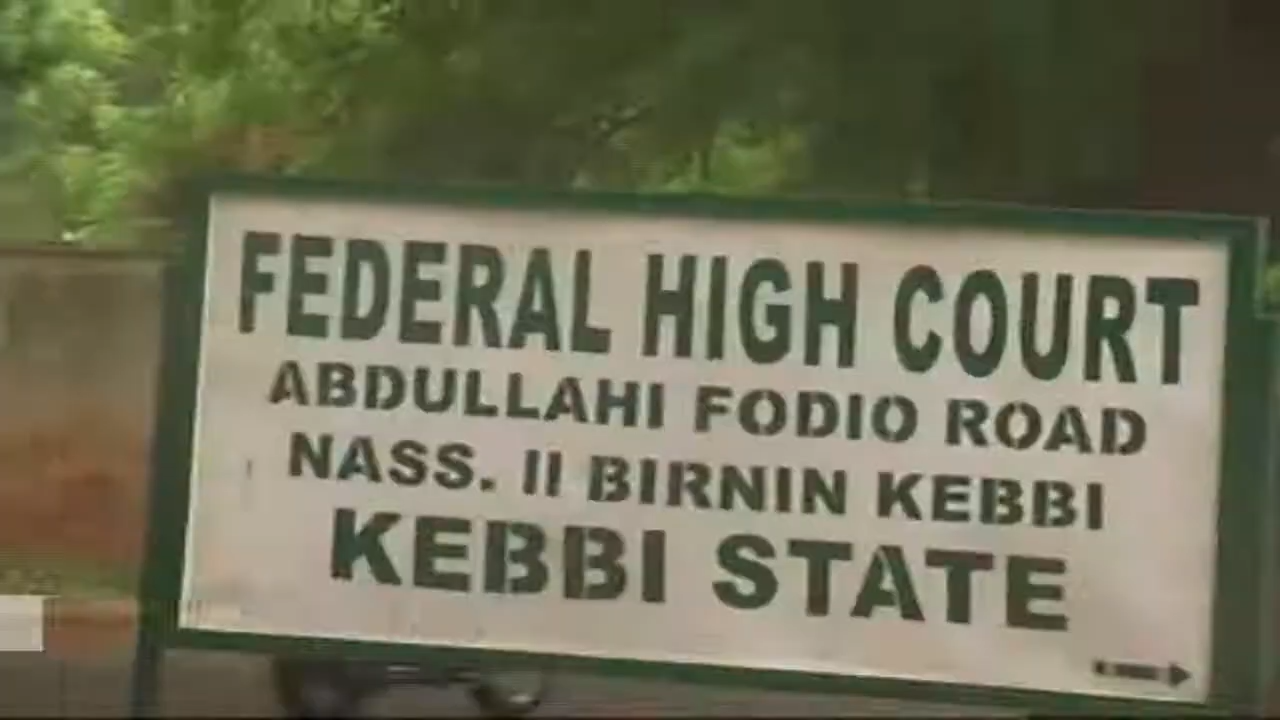 FEDERAL HIGH COURT
ABDULLAHI FODIO ROAD
NASS. II BIRNIN KEBBI
KEBBI STATE